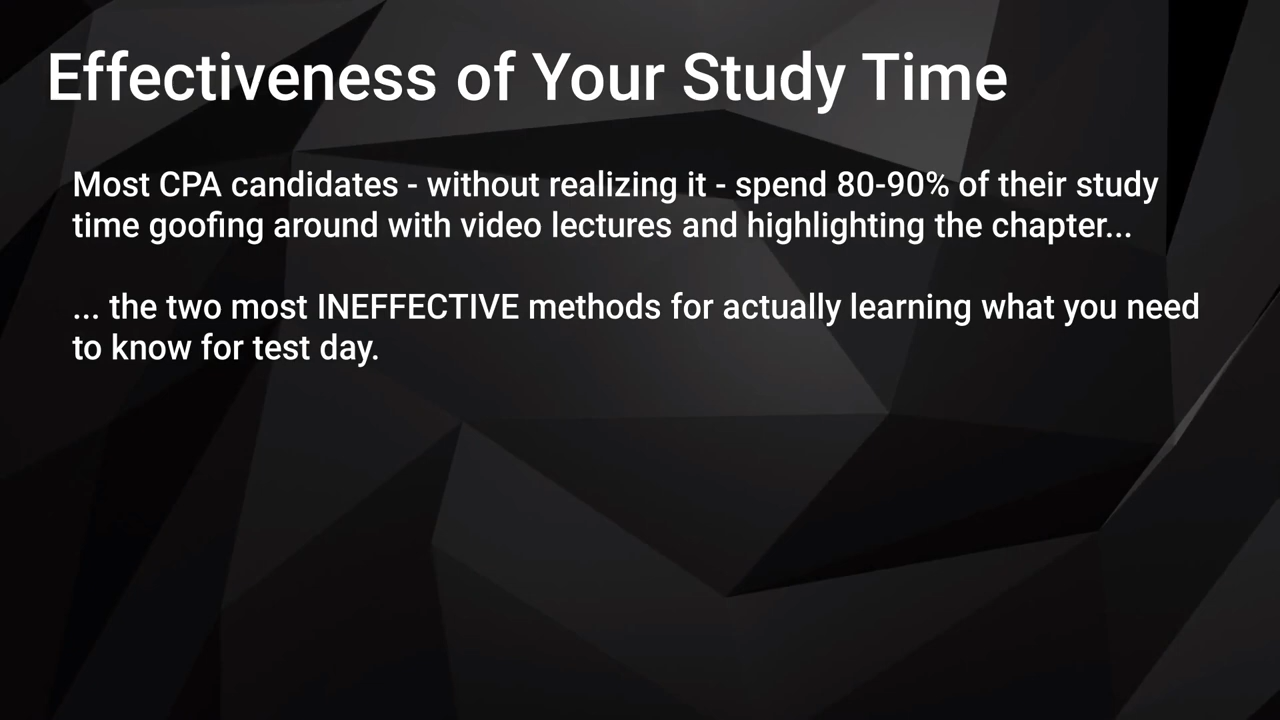 Effectiveness of Your Study Time
Most CPA candidates - without realizing it - spend 80-90% of their study
time goofing around with video lectures and highlighting the chapter...
... the two most INEFFECTIVE methods for actually learning what you need
to know for test day.